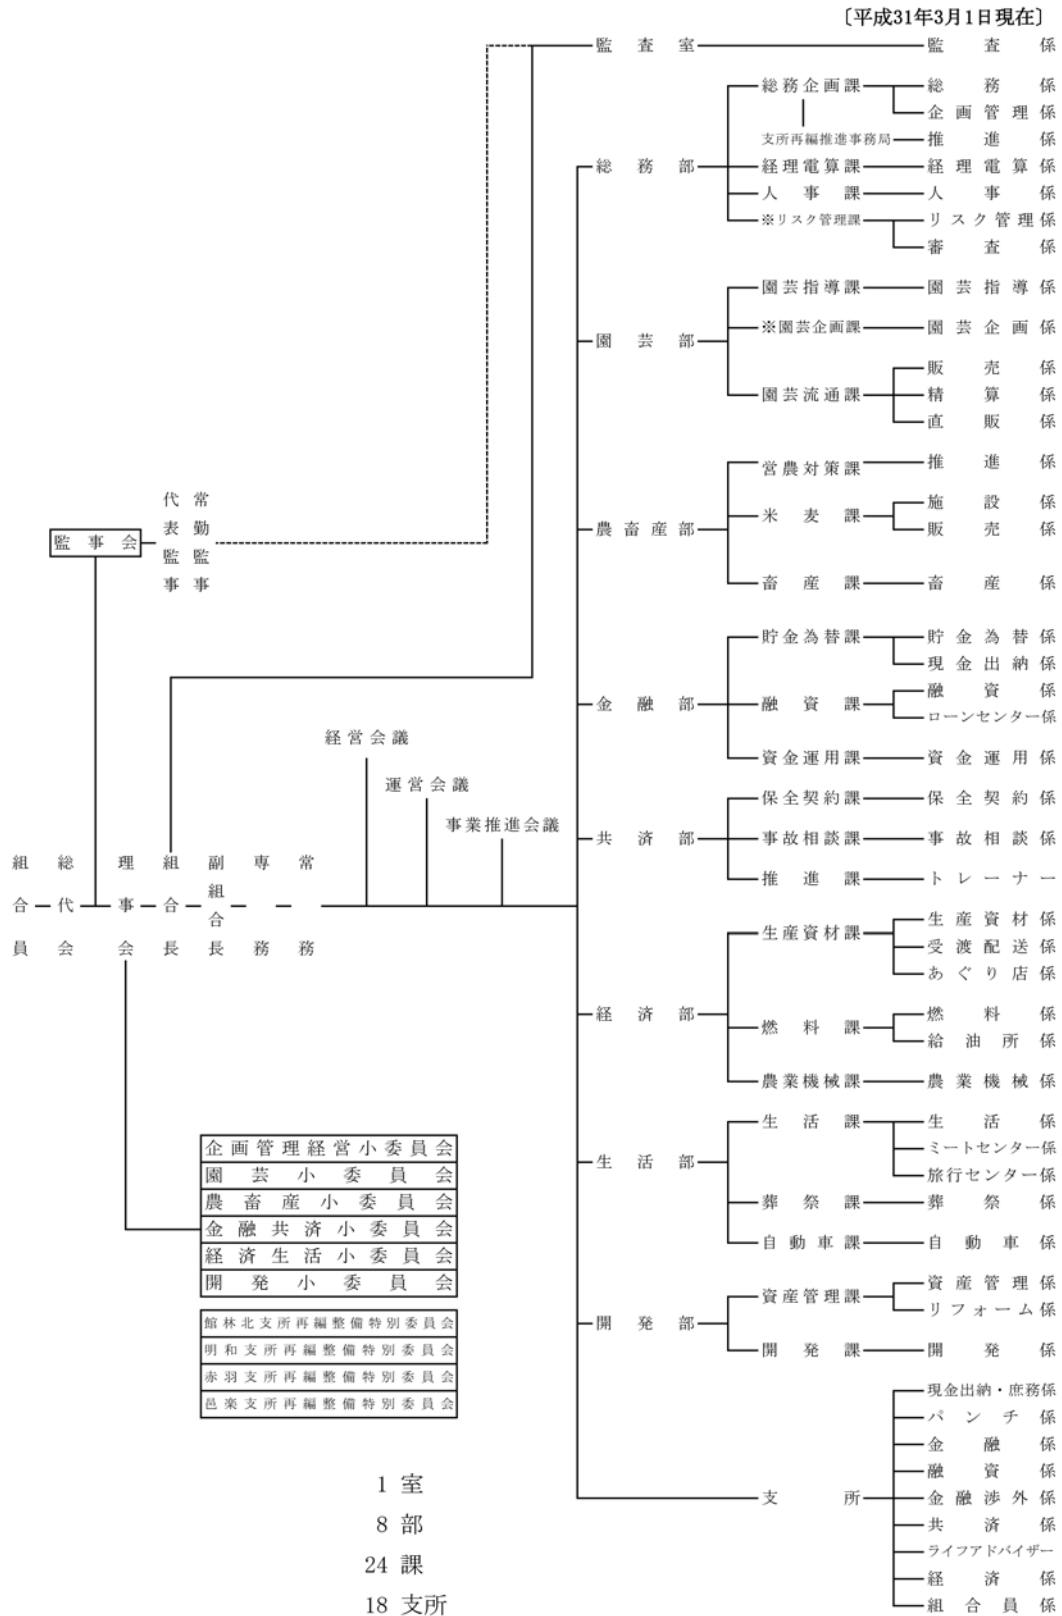 〔平成31年3月1日現在〕
監査室 監査係
総務部
総務企画課 総務係
企画管理係
支所再編推進事務局 推進係
経理電算課 経理電算係
人事課 人事係
※リスク管理課 リスク管理係
審査係
園芸部
園芸指導課 園芸指導係
※園芸企画課 園芸企画係
園芸流通課 販売係
精算係
直販係
農畜産部
営農対策課 推進係
米麦課 施設係
販売係
畜産課 畜産係
金融部
貯金為替課 貯金為替係
現金出納係
融資課 融資係
ローンセンター係
資金運用課 資金運用係
共済部
保全契約課 保全契約係
事故相談課 事故相談係
推進課 トレーナー
経済部
生産資材課 生産資材係
受渡配送係
あぐり店係
燃料課 燃料係
給油所係
農業機械課 農業機械係
生活部
生活課 生活係
ミートセンター係
旅行センター係
葬祭課 葬祭係
自動車課 自動車係
開発部
資産管理課 資産管理係
リフォーム係
開発課 開発係
支所
現金出納・庶務係
パンチ係
金融係
融資係
金融渉外係
共済係
ライフアドバイザー
経済係
組合員係
監事会
代表監事
常勤監事
経営会議
運営会議
事業推進会議
組合員
総代会
理事会
組合長
副組合長
専務
常務
企画管理経営小委員会
園芸小委員会
農畜産小委員会
金融共済小委員会
経済生活小委員会
開発小委員会
館林北支所再編整備特別委員会
明和支所再編整備特別委員会
赤羽支所再編整備特別委員会
邑楽支所再編整備特別委員会
1 室
8 部
24 課
18 支所